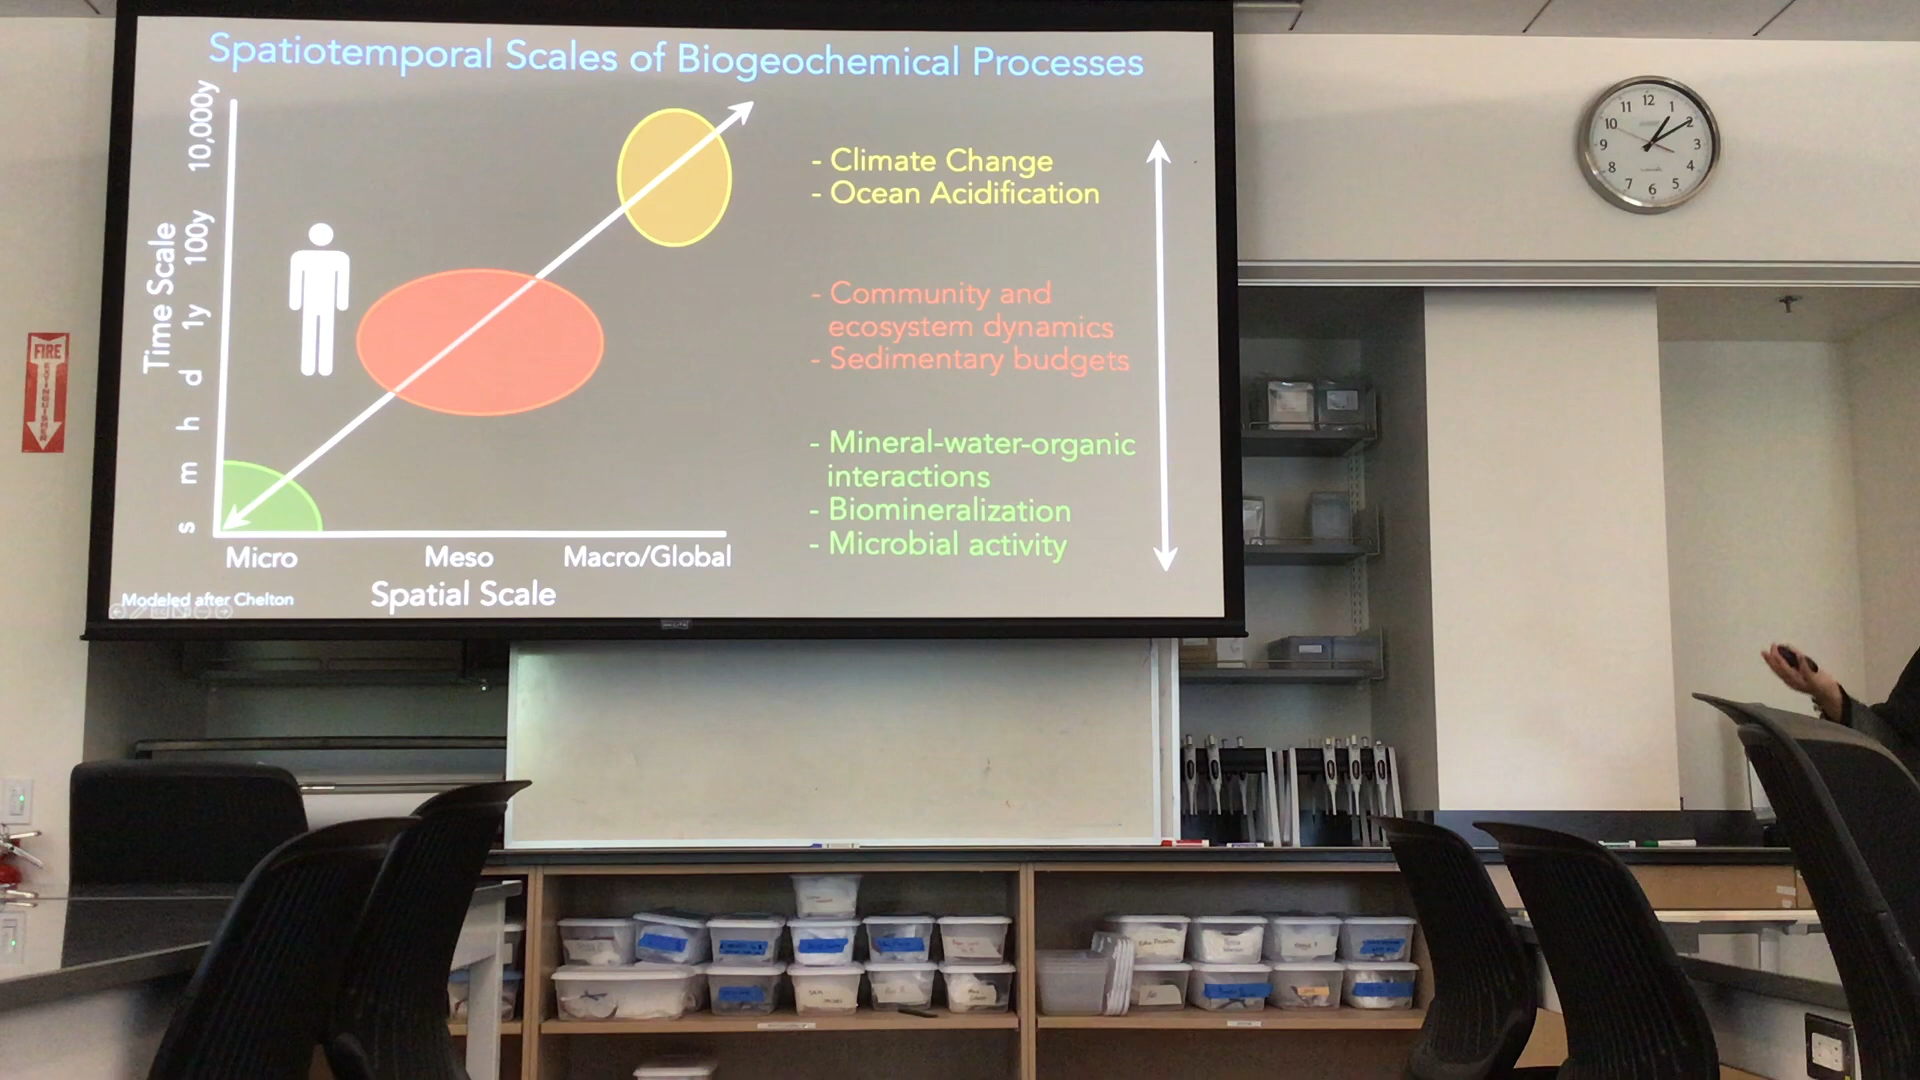 Spatiotemporal Scales of Biogeochemical Processes
Time Scale
10,000y
100y
1y
d
h
m
s
Micro
Meso
Macro/Global
Spatial Scale
Modeled after Chelton
- Climate Change
- Ocean Acidification
- Community and
ecosystem dynamics
- Sedimentary budgets
- Mineral-water-organic
interactions
- Biomineralization
- Microbial activity
12
1
2
3
4
5
6
7
8
9
10
11
FIRE
EXTINGUISHER